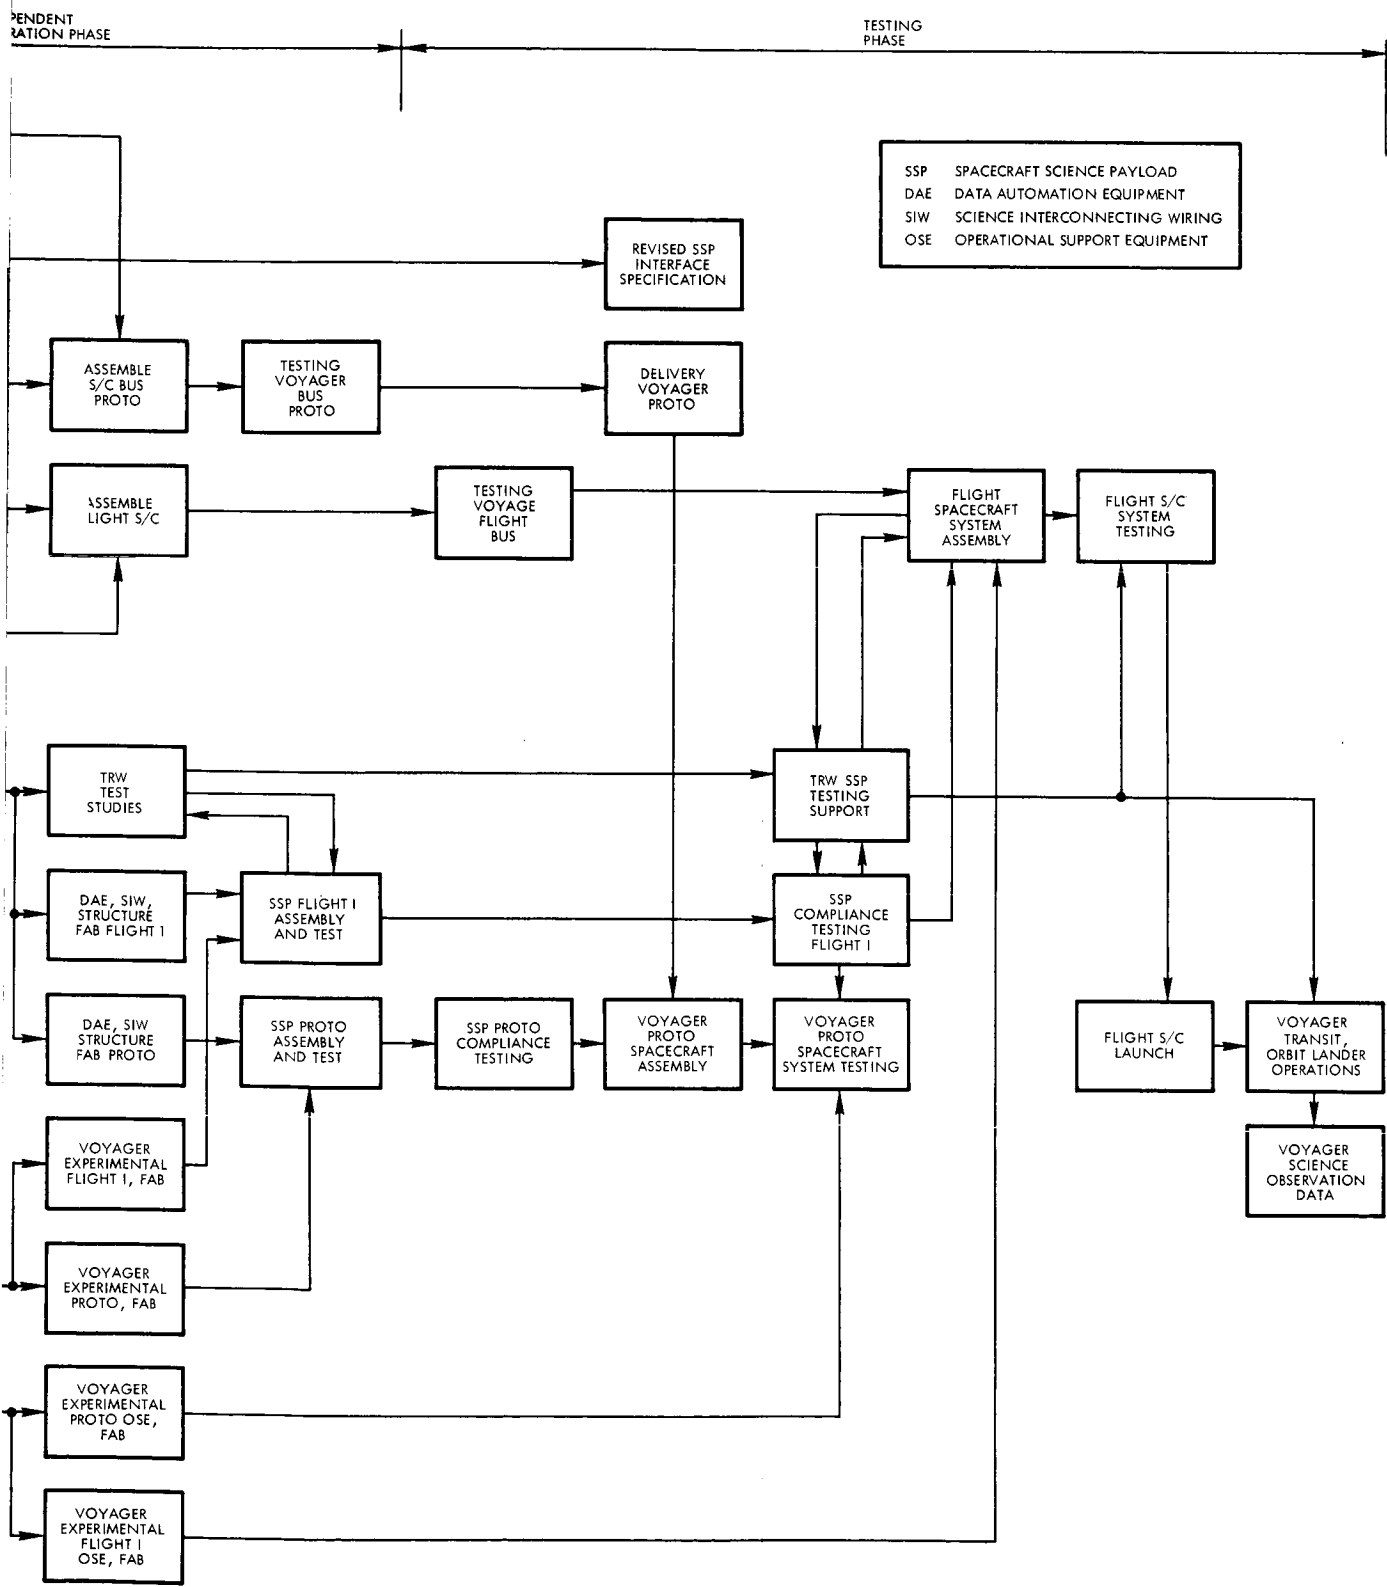 PENDENT
RATION PHASE
TESTING
PHASE
SSP SPACECRAFT SCIENCE PAYLOAD
DAE DATA AUTOMATION EQUIPMENT
SIW SCIENCE INTERCONNECTING WIRING
OSE OPERATIONAL SUPPORT EQUIPMENT
REVISED SSP
INTERFACE
SPECIFICATION
ASSEMBLE
S/C BUS
PROTO
TESTING
VOYAGER
BUS
PROTO
DELIVERY
VOYAGER
PROTO
ASSEMBLE
LIGHT S/C
TESTING
VOYAGE
FLIGHT
BUS
FLIGHT
SPACECRAFT
SYSTEM
ASSEMBLY
FLIGHT S/C
SYSTEM
TESTING
TRW
TEST
STUDIES
TRW SSP
TESTING
SUPPORT
DAE, SIW,
STRUCTURE
FAB FLIGHT 1
SSP FLIGHT 1
ASSEMBLY
AND TEST
SSP
COMPLIANCE
TESTING
FLIGHT 1
DAE, SIW
STRUCTURE
FAB PROTO
SSP PROTO
ASSEMBLY
AND TEST
SSP PROTO
COMPLIANCE
TESTING
VOYAGER
PROTO
SPACECRAFT
ASSEMBLY
VOYAGER
PROTO
SPACECRAFT
SYSTEM TESTING
FLIGHT S/C
LAUNCH
VOYAGER
TRANSIT,
ORBIT LANDER
OPERATIONS
VOYAGER
EXPERIMENTAL
FLIGHT 1, FAB
VOYAGER
SCIENCE
OBSERVATION
DATA
VOYAGER
EXPERIMENTAL
PROTO, FAB
VOYAGER
EXPERIMENTAL
PROTO OSE,
FAB
VOYAGER
EXPERIMENTAL
FLIGHT 1
OSE, FAB